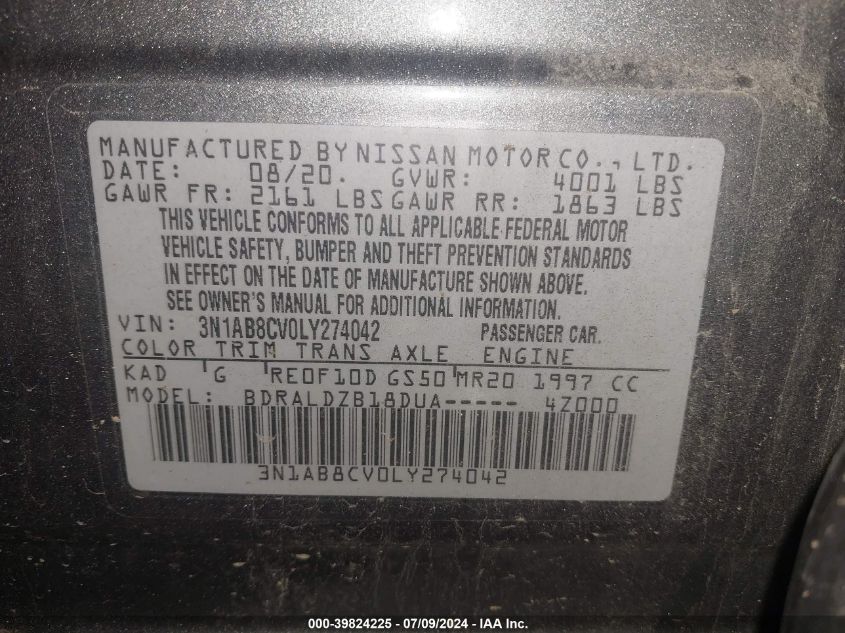 MANUFACTURED BY NISSAN MOTOR CO., LTD.
DATE: 08/20. GVWR: 4001 LBS
GAWR FR: 2161 LBS GAWR RR: 1863 LBS
THIS VEHICLE CONFORMS TO ALL APPLICABLE FEDERAL MOTOR
VEHICLE SAFETY, BUMPER AND THEFT PREVENTION STANDARDS
IN EFFECT ON THE DATE OF MANUFACTURE SHOWN ABOVE.
SEE OWNER'S MANUAL FOR ADDITIONAL INFORMATION.
VIN: 3N1AB8CV0LY274042 PASSENGER CAR.
COLOR TRIM TRANS AXLE ENGINE
KAD G RE0F10D GS50 MR20 1997 CC
MODEL: BDRALDZB18DUA----- 4Z000
3N1AB8CV0LY274042
000-39824225 - 07/09/2024 - IAA Inc.